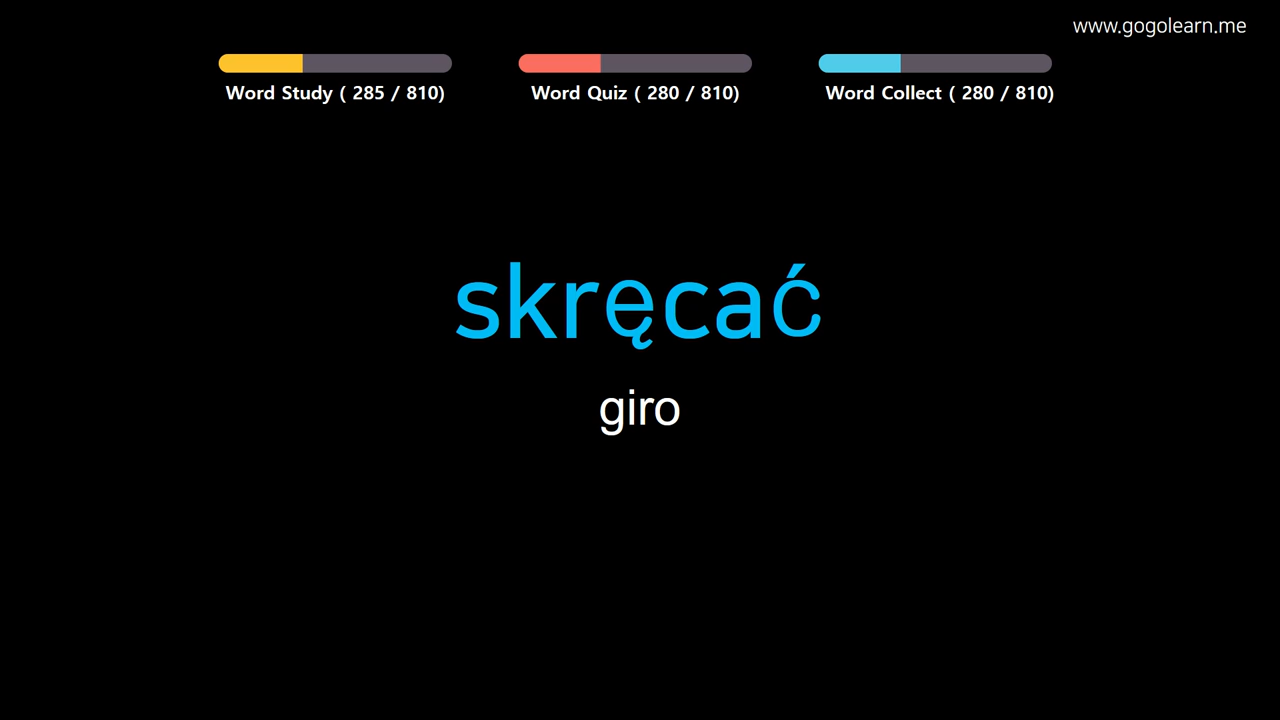 www.gogolearn.me
Word Study ( 285 / 810)
Word Quiz ( 280 / 810)
Word Collect ( 280 / 810)
skręcać
giro